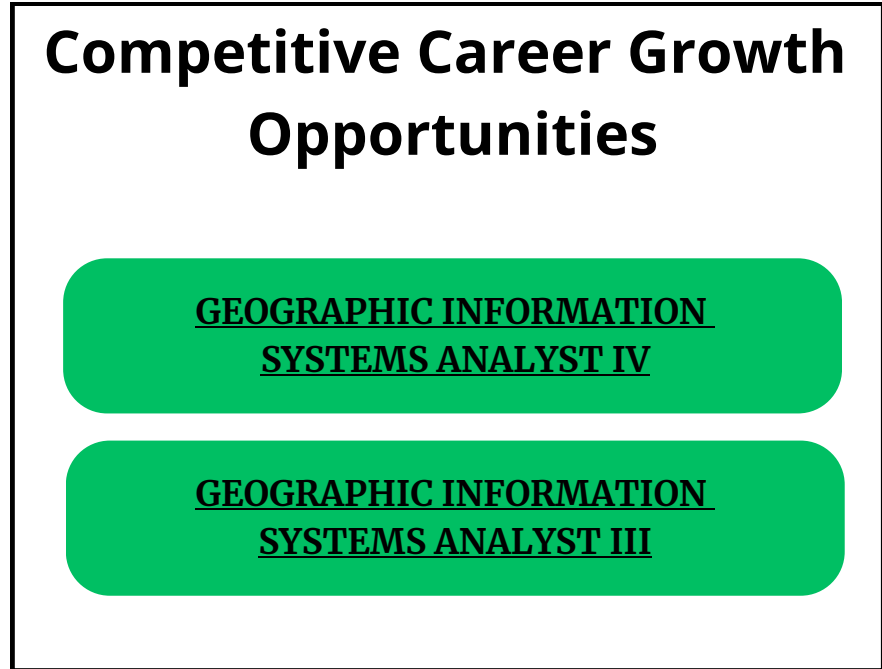 Competitive Career Growth
Opportunities
GEOGRAPHIC INFORMATION
SYSTEMS ANALYST IV
GEOGRAPHIC INFORMATION
SYSTEMS ANALYST III